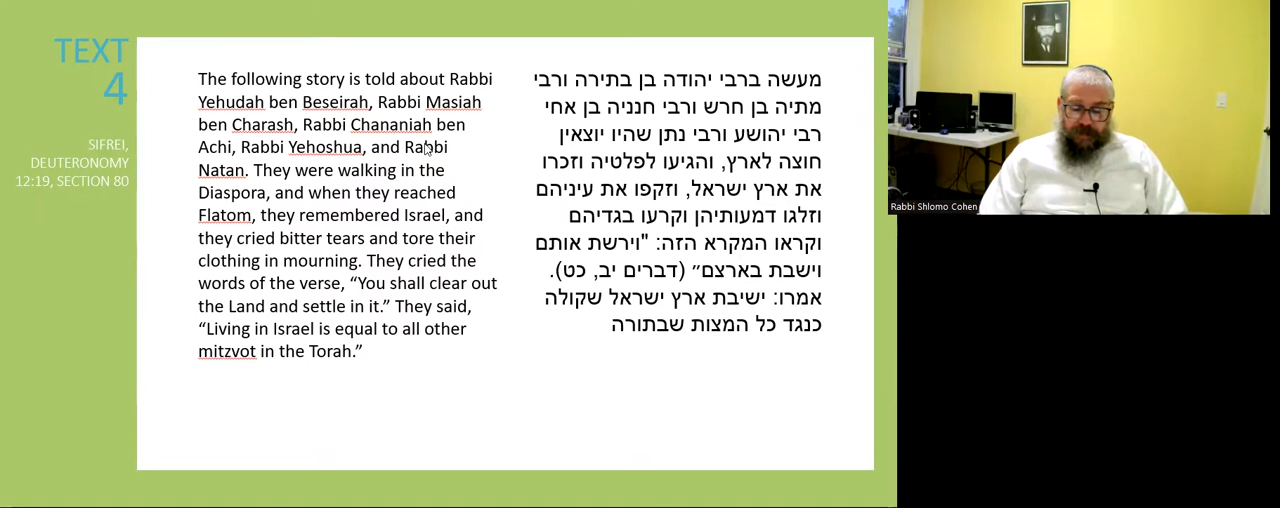 TEXT
4
SIFREI,
DEUTERONOMY
12:19, SECTION 80
The following story is told about Rabbi
Yehudah ben Beseirah, Rabbi Masiah
ben Charash, Rabbi Chananiah ben
Achi, Rabbi Yehoshua, and Rabbi
Natan. They were walking in the
Diaspora, and when they reached
Flatom, they remembered Israel, and
they cried bitter tears and tore their
clothing in mourning. They cried the
words of the verse, “You shall clear out
the Land and settle in it.” They said,
“Living in Israel is equal to all other
mitzvot in the Torah.”
מעשה ברבי יהודה בן בתירה ורבי
מתיה בן חרש ורבי חנניה בן אחי
רבי יהושע ורבי נתן שהיו יוצאין
חוצה לארץ, והגיעו לפלטיה וזכרו
את ארץ ישראל, וזקפו את עיניהם
וזלגו דמעותיהן וקרעו בגדיהם
וקראו המקרא הזה: "וירשת אותם
וישבת בארצם״ (דברים יב, כט).
אמרו: ישיבת ארץ ישראל שקולה
כנגד כל המצות שבתורה
Rabbi Shlomo Cohen